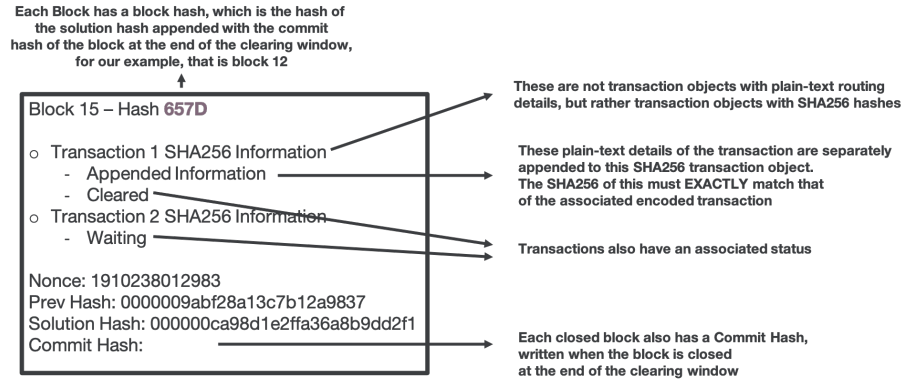 Each Block has a block hash, which is the hash of
the solution hash appended with the commit
hash of the block at the end of the clearing window,
for our example, that is block 12
Block 15 – Hash 657D
○ Transaction 1 SHA256 Information
- Appended Information
- Cleared
○ Transaction 2 SHA256 Information
- Waiting
Nonce: 1910238012983
Prev Hash: 0000009abf28a13c7b12a9837
Solution Hash: 000000ca98d1e2ffa36a8b9dd2f1
Commit Hash:
These are not transaction objects with plain-text routing
details, but rather transaction objects with SHA256 hashes
These plain-text details of the transaction are separately
appended to this SHA256 transaction object.
The SHA256 of this must EXACTLY match that
of the associated encoded transaction
Transactions also have an associated status
Each closed block also has a Commit Hash,
written when the block is closed
at the end of the clearing window